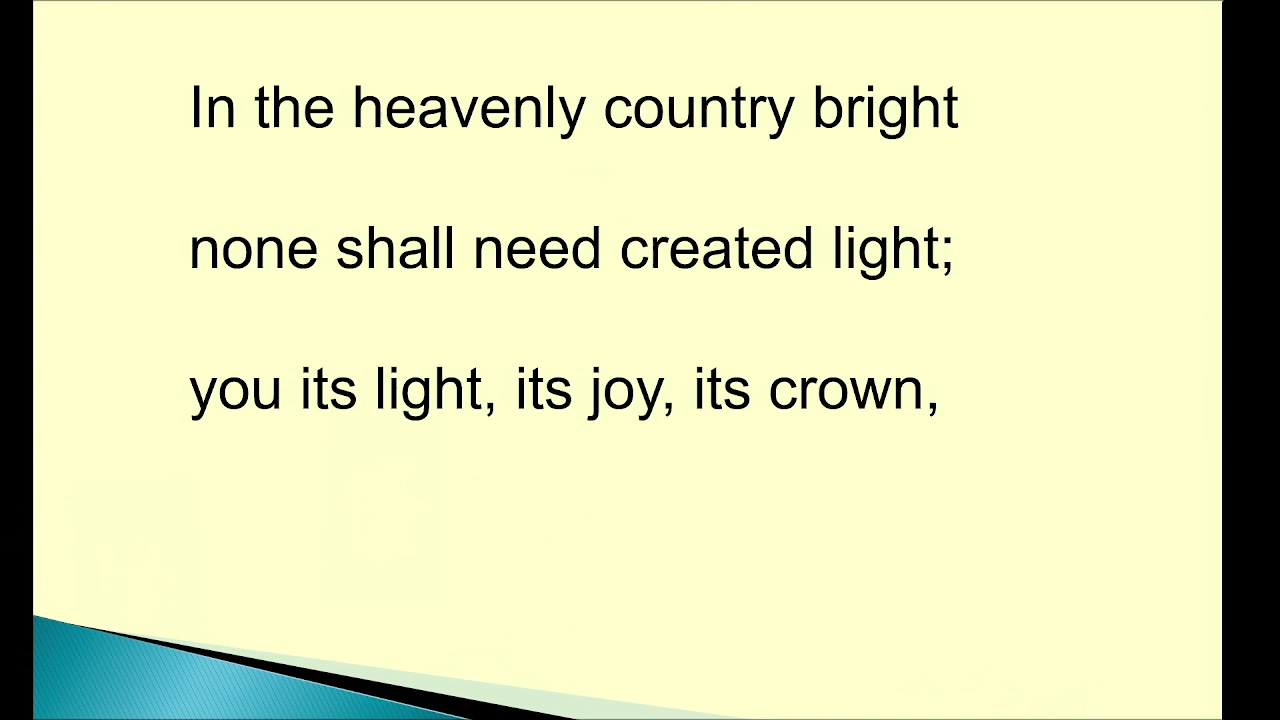 In the heavenly country bright
none shall need created light;
you its light, its joy, its crown,